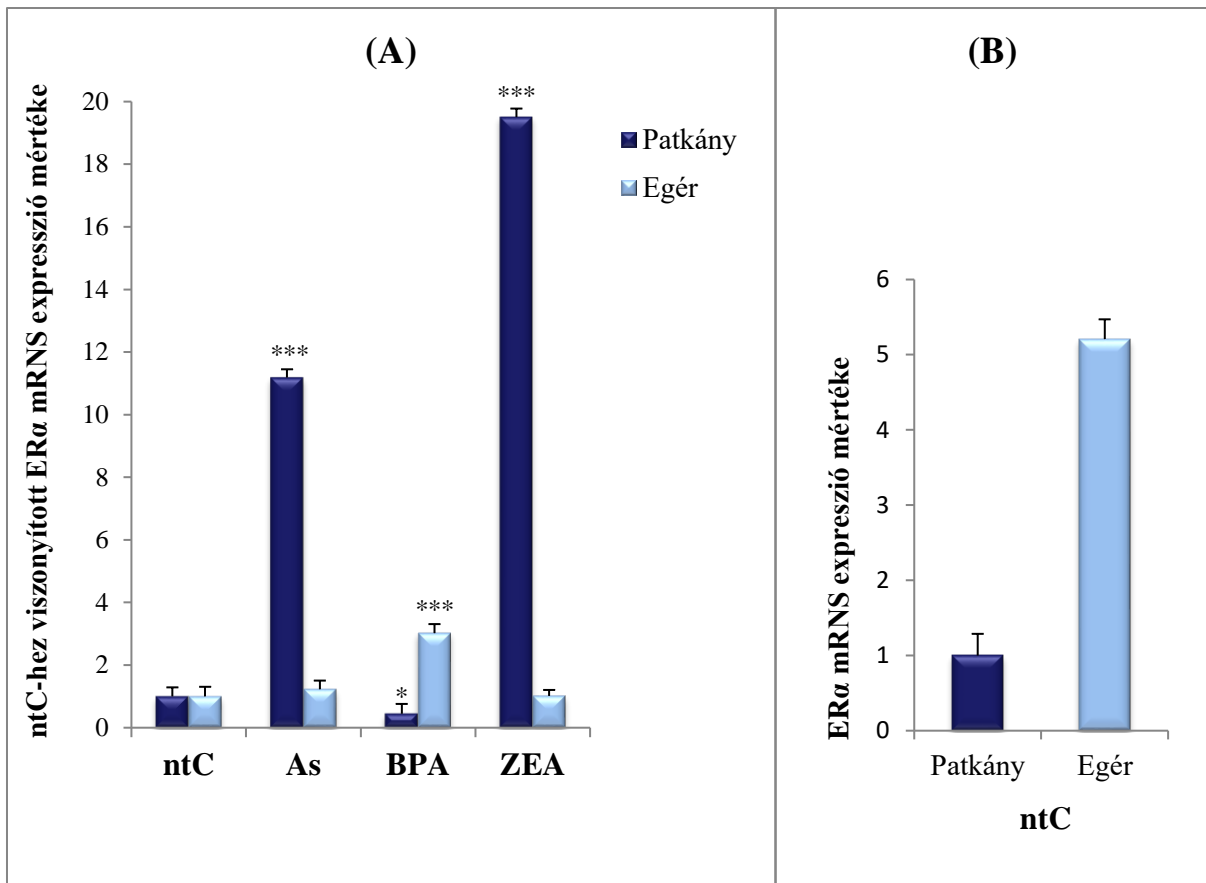 (A)
ntC-hez viszonyított ERα mRNS expresszió mértéke
20
18
16
14
12
10
8
6
4
2
0
***
***
*
***
Patkány
Egér
ntC
As
BPA
ZEA
(B)
ERα mRNS expreszió mértéke
6
5
4
3
2
1
0
Patkány
Egér
ntC